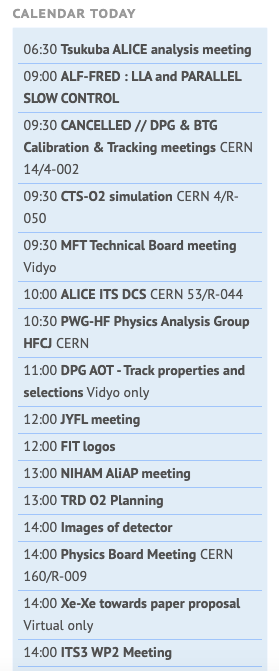 CALENDAR TODAY
06:30 Tsukuba ALICE analysis meeting
09:00 ALF-FRED : LLA and PARALLEL
SLOW CONTROL
09:30 CANCELLED // DPG & BTG
Calibration & Tracking meetings CERN
14/4-002
09:30 CTS-O2 simulation CERN 4/R-
050
09:30 MFT Technical Board meeting
Vidyo
10:00 ALICE ITS DCS CERN 53/R-044
10:30 PWG-HF Physics Analysis Group
HFCJ CERN
11:00 DPG AOT - Track properties and
selections Vidyo only
12:00 JYFL meeting
12:00 FIT logos
13:00 NIHAM AliAP meeting
13:00 TRD O2 Planning
14:00 Images of detector
14:00 Physics Board Meeting CERN
160/R-009
14:00 Xe-Xe towards paper proposal
Virtual only
14:00 ITS3 WP2 Meeting